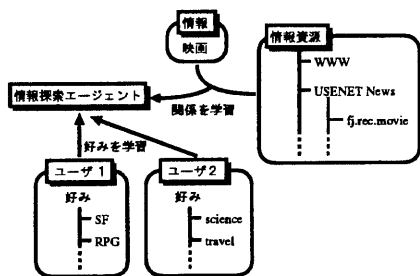 情報
映画
情報資源
WWW
USENET News
fj.rec.movie
情報探索エージェント
関係を学習
好みを学習
ユーザ1
好み
SF
RPG
ユーザ2
好み
science
travel